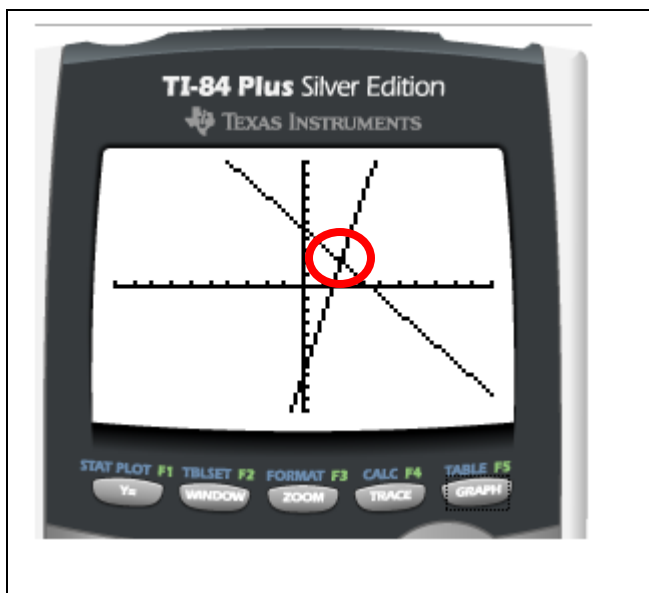 TI-84 Plus Silver Edition
TEXAS INSTRUMENTS
STAT PLOT F1 TBLSET F2 FORMAT F3 CALC F4 TABLE F5
Y= WINDOW ZOOM TRACE GRAPH